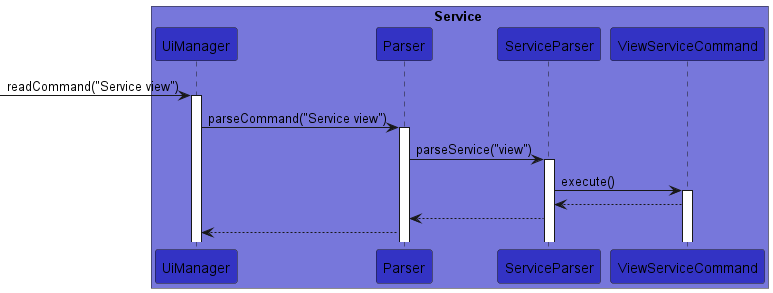 Service
UiManager Parser ServiceParser ViewServiceCommand
readCommand("Service view")
parseCommand("Service view")
parseService("view")
execute()
UiManager Parser ServiceParser ViewServiceCommand